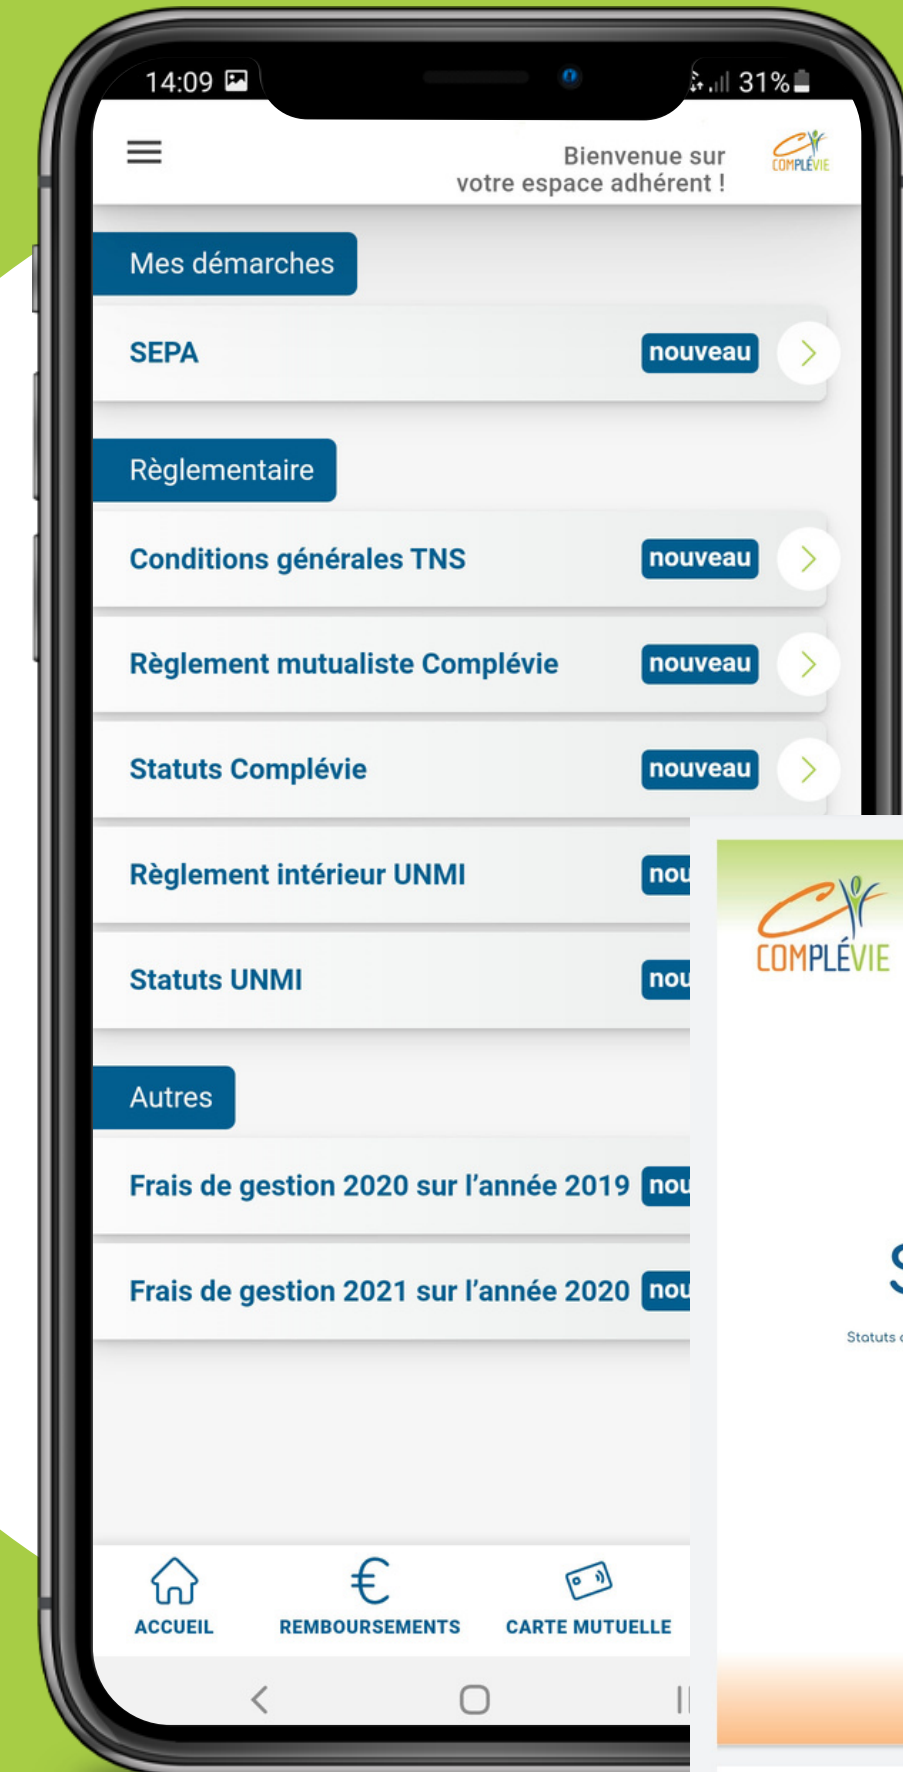 14:09
31%
Bienvenue sur
votre espace adhérent !
COMPLÉVIE
Mes démarches
SEPA
nouveau
Règlementaire
Conditions générales TNS
nouveau
Règlement mutualiste Complévie
nouveau
Statuts Complévie
nouveau
Règlement intérieur UNMI
nou
Statuts UNMI
nou
Autres
Frais de gestion 2020 sur l’année 2019
nou
Frais de gestion 2021 sur l’année 2020
nou
ACCUEIL
REMBOURSEMENTS
CARTE MUTUELLE
COMPLÉVIE
S
Statuts